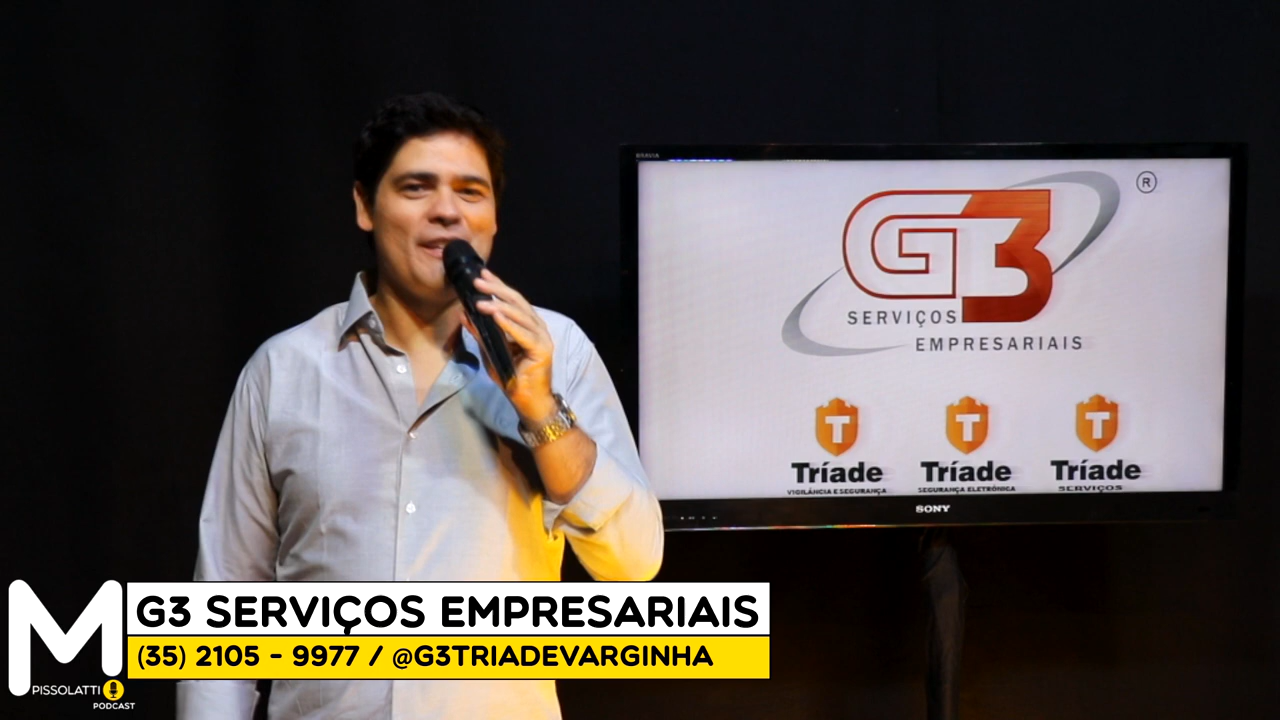 BRAVIA
®
G3
SERVIÇOS
EMPRESARIAIS
T T T
Tríade Tríade Tríade
VIGILÂNCIA E SEGURANÇA SEGURANÇA ELETRÔNICA SERVIÇOS
SONY
M
PISSOLATTI
PODCAST
G3 SERVIÇOS EMPRESARIAIS
(35) 2105 - 9977 / @G3TRIADEVARGINHA